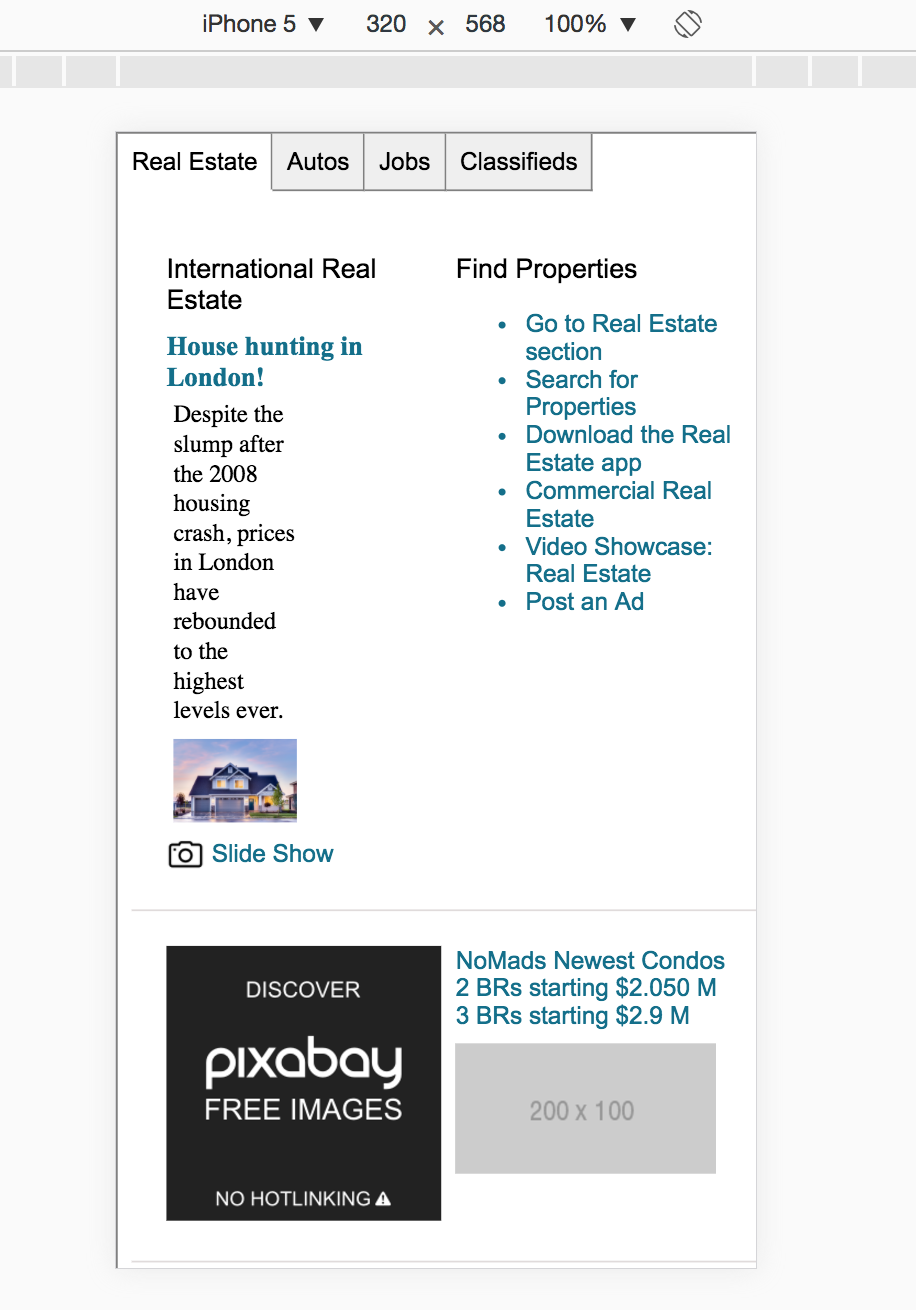 iPhone 5 ▼ 320 × 568 100% ▼
Real Estate Autos Jobs Classifieds
International Real
Estate
House hunting in
London!
Despite the
slump after
the 2008
housing
crash, prices
in London
have
rebounded
to the
highest
levels ever.
Slide Show
Find Properties
• Go to Real Estate
section
• Search for
Properties
• Download the Real
Estate app
• Commercial Real
Estate
• Video Showcase:
Real Estate
• Post an Ad
DISCOVER
pixabay
FREE IMAGES
NO HOTLINKING
NoMads Newest Condos
2 BRs starting $2.050 M
3 BRs starting $2.9 M
200 x 100